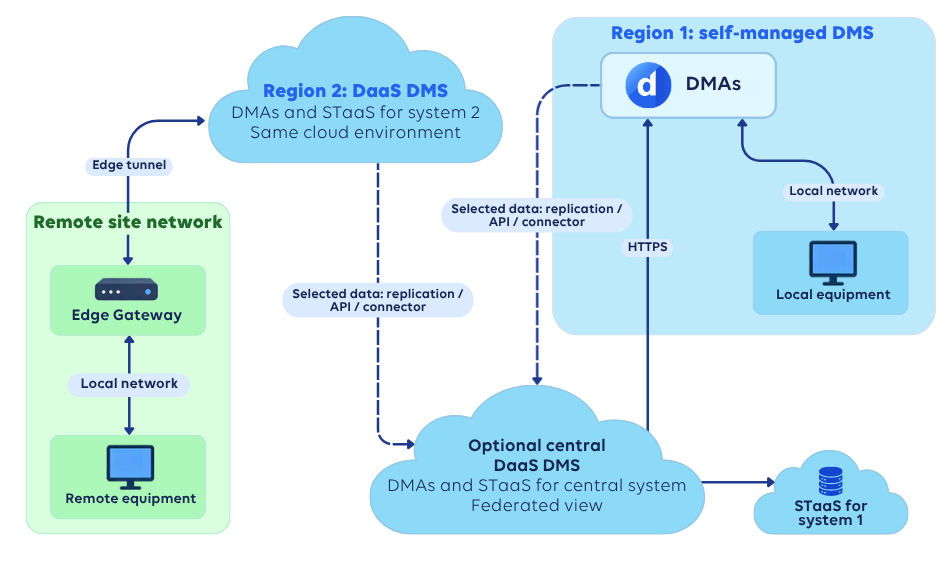 Region 1: self-managed DMS
d
DMAs
Region 2: DaaS DMS
DMAs and STaaS for system 2
Same cloud environment
Edge tunnel
Remote site network
Edge Gateway
Local network
Remote equipment
Selected data: replication /
API / connector
Selected data: replication /
API / connector
HTTPS
Local network
Local equipment
Optional central
DaaS DMS
DMAs and STaaS for central system
Federated view
STaaS for
system 1